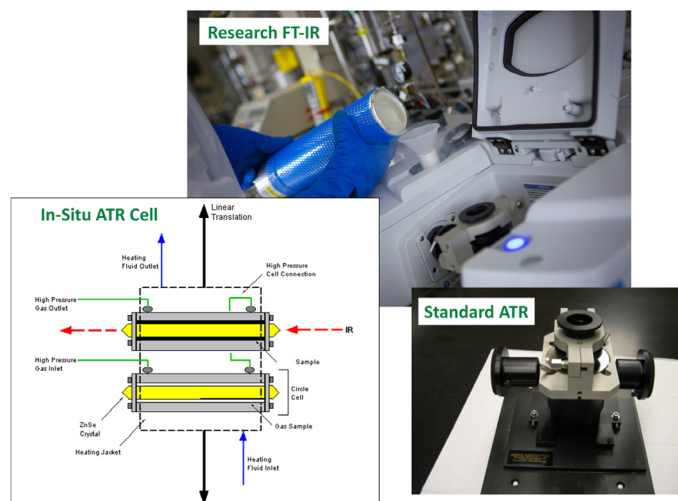 Research FT-IR
In-Situ ATR Cell
Linear
Translation
Heating
Fluid Outlet
High Pressure
Cell Connection
High Pressure
Gas Outlet
IR
High Pressure
Gas Inlet
Sample
Circle
Cell
ZnSe
Crystal
Gas Sample
Heating Jacket
Heating
Fluid Inlet
Standard ATR